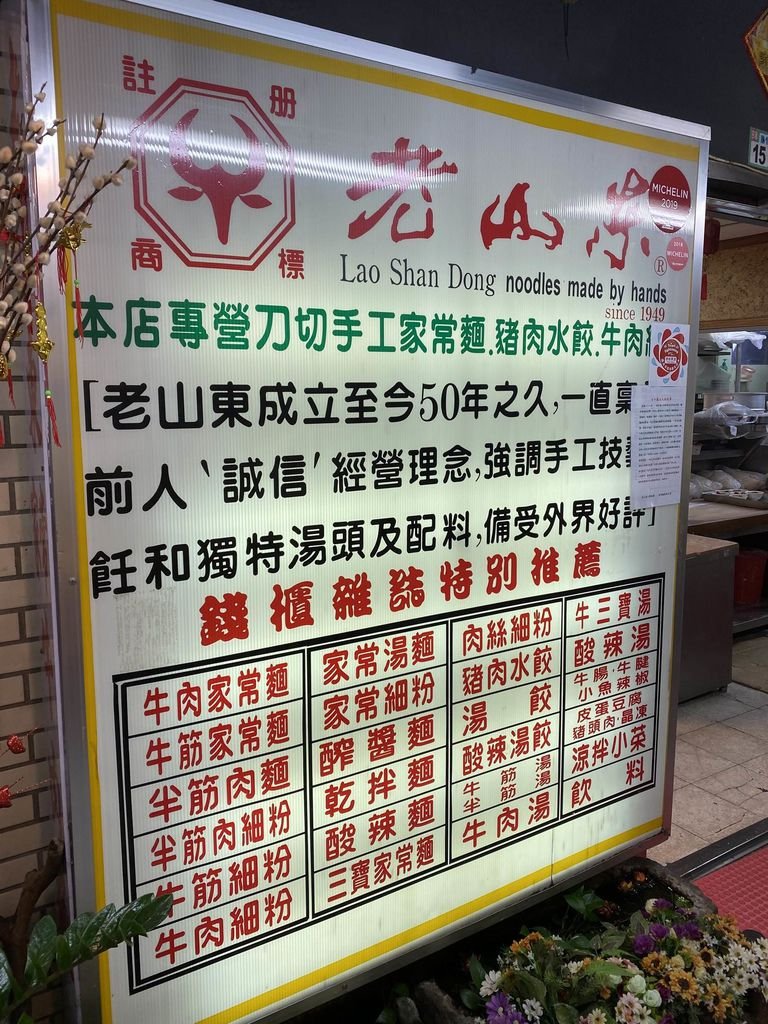 註 册
商 標
老山东
MICHELIN
2019
2018
MICHELIN
15
Lao Shan Dong noodles made by hands
®
since 1949
本店專營刀切手工家常麵.豬肉水餃.牛肉
[老山東成立至今50年之久,一直稟
前人‵誠信′經營理念,強調手工技
飪和獨特湯頭及配料,備受外界好評]
錢櫃雜誌特別推薦
牛肉家常麵 家常湯麵 肉絲細粉 牛三寶湯
牛筋家常麵 家常細粉 豬肉水餃 酸辣湯
半筋肉麵 醡醬麵 湯餃 牛腸·牛腱 小魚辣椒
半筋肉細粉 乾拌麵 酸辣湯餃 皮蛋豆腐 豬頭肉·晶凍
牛筋細粉 酸辣麵 牛筋湯 半筋湯 涼拌小菜
牛肉細粉 三寶家常麵 牛肉湯 飲料